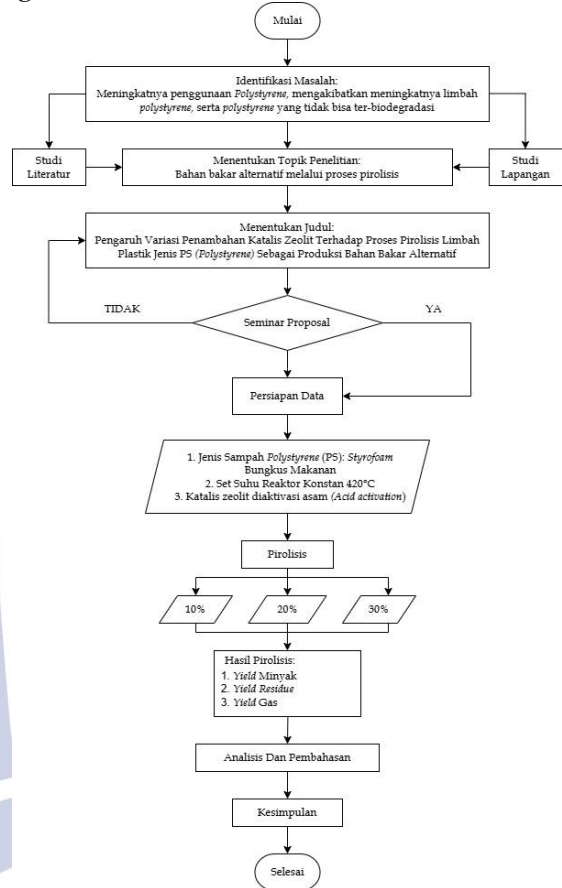 Mulai
Identifikasi Masalah:
Meningkatnya penggunaan Polystyrene, mengakibatkan meningkatnya limbah
polystyrene, serta polystyrene yang tidak bisa ter-biodegradasi
Studi
Literatur
Menentukan Topik Penelitian:
Bahan bakar alternatif melalui proses pirolisis
Studi
Lapangan
Menentukan Judul:
Pengaruh Variasi Penambahan Katalis Zeolit Terhadap Proses Pirolisis Limbah
Plastik Jenis PS (Polystyrene) Sebagai Produksi Bahan Bakar Alternatif
TIDAK
Seminar Proposal
YA
Persiapan Data
1. Jenis Sampah Polystyrene (PS): Styrofoam
Bungkus Makanan
2. Set Suhu Reaktor Konstan 420°C
3. Katalis zeolit diaktivasi asam (Acid activation)
Pirolisis
10%
20%
30%
Hasil Pirolisis:
1. Yield Minyak
2. Yield Residue
3. Yield Gas
Analisis Dan Pembahasan
Kesimpulan
Selesai